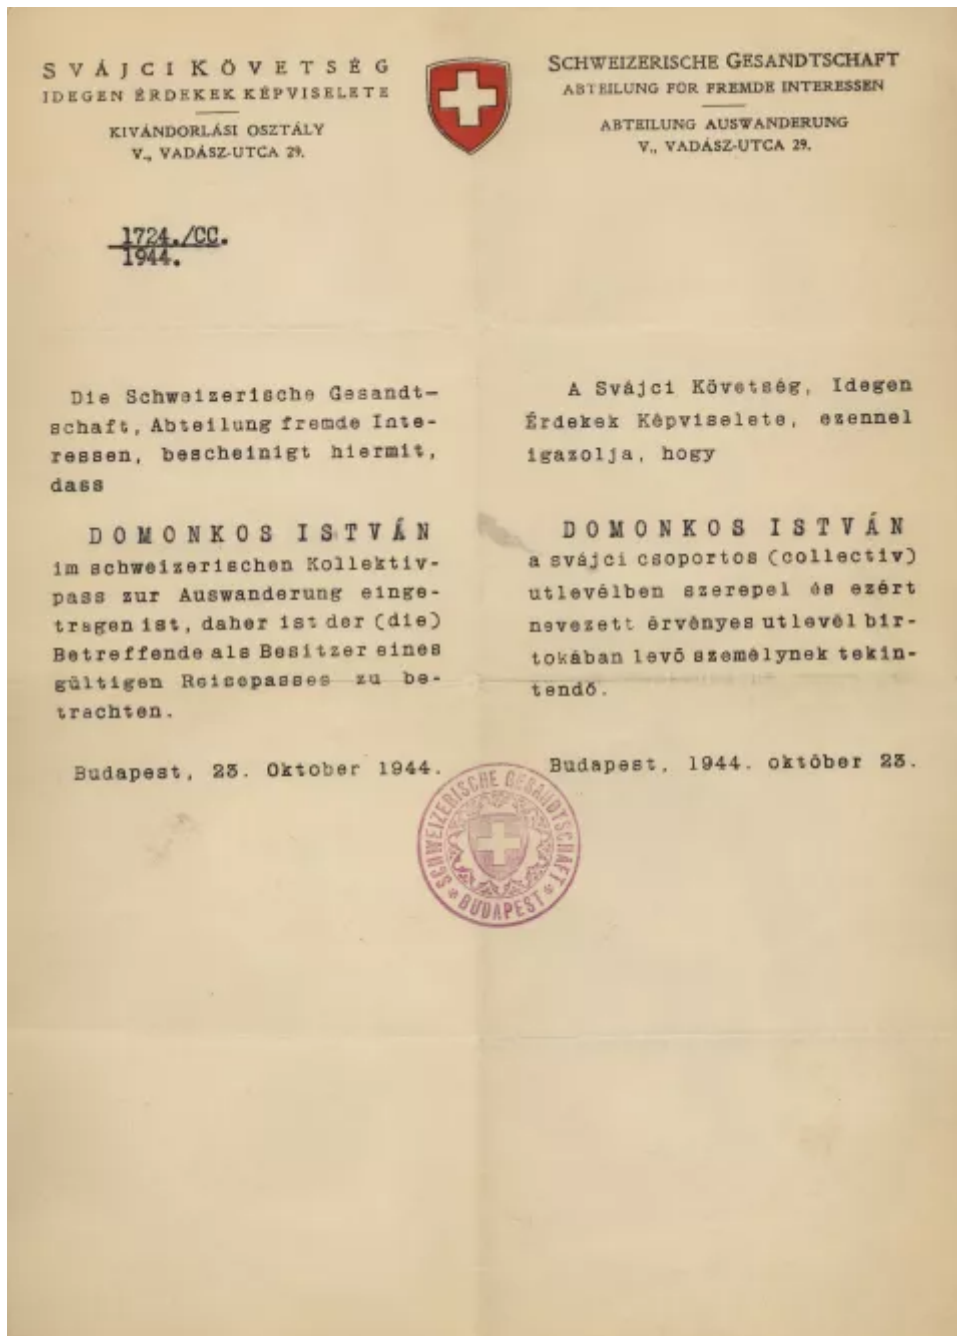 SVÁJCI KÖVETSÉG
IDEGEN ÉRDEKEK KÉPVISELETE
KIVÁNDORLÁSI OSZTÁLY
V., VADÁSZ-UTCA 29.
SCHWEIZERISCHE GESANDTSCHAFT
ABTEILUNG FÜR FREMDE INTERESSEN
ABTEILUNG AUSWANDERUNG
V., VADÁSZ-UTCA 29.
1724./CC.
1944.
Die Schweizerische Gesandt-
schaft, Abteilung fremde Inte-
ressen, bescheinigt hiermit,
dass
DOMONKOS ISTVÁN
im schweizerischen Kollektiv-
pass zur Auswanderung einge-
tragen ist, daher ist der (die)
Betreffende als Besitzer eines
gültigen Reisepasses zu be-
trachten.
Budapest, 23. Oktober 1944.
A Svájci Követség, Idegen
Érdekek Képviselete, ezennel
igazolja, hogy
DOMONKOS ISTVÁN
a svájci csoportos (collectiv)
utlevélben szerepel és ezért
nevezett érvényes utlevél bir-
tokában levő személynek tekin-
tendő.
Budapest, 1944. október 23.
SCHWEIZERISCHE GESANDTSCHAFT
* BUDAPEST *